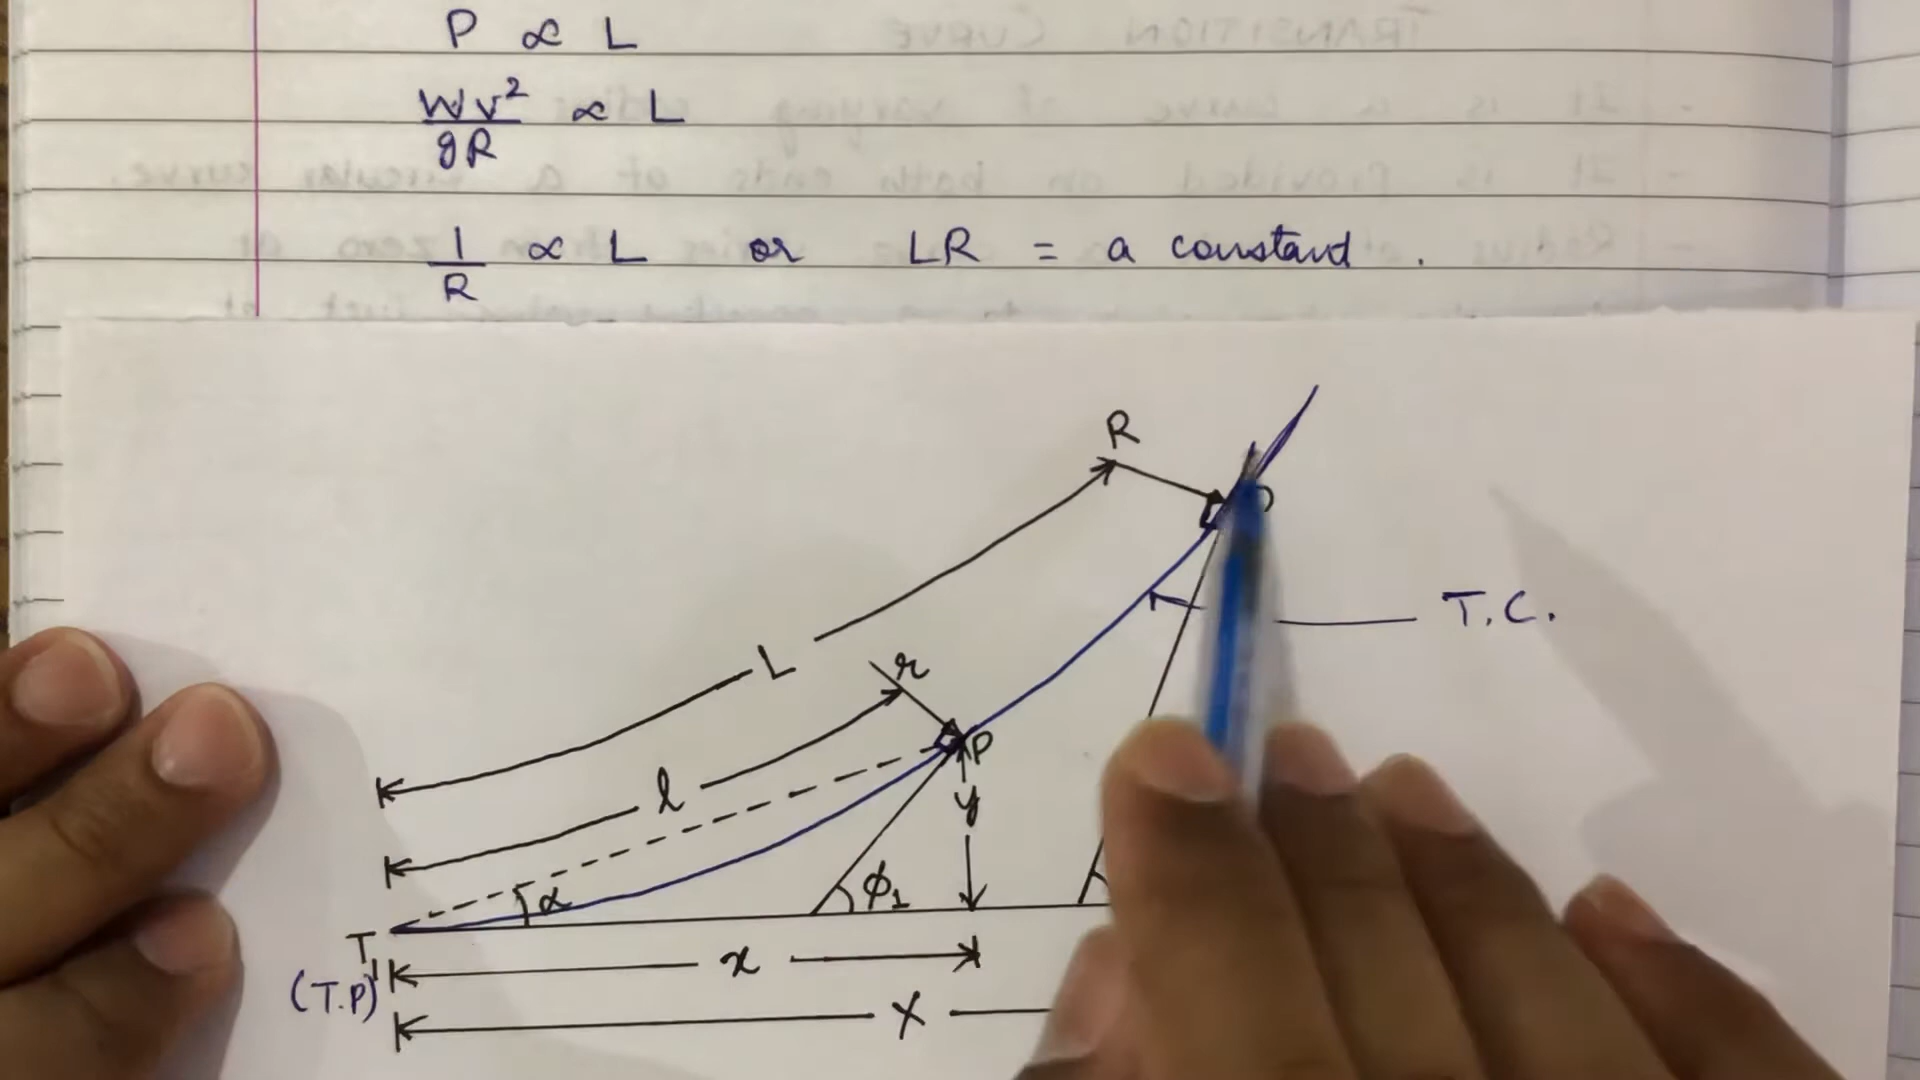 P ∝ L
Wv²/gR ∝ L
1/R ∝ L or LR = a constant.
R
T.C.
L
r
l
P
y
α
φ₁
T
(T.P)
x
X